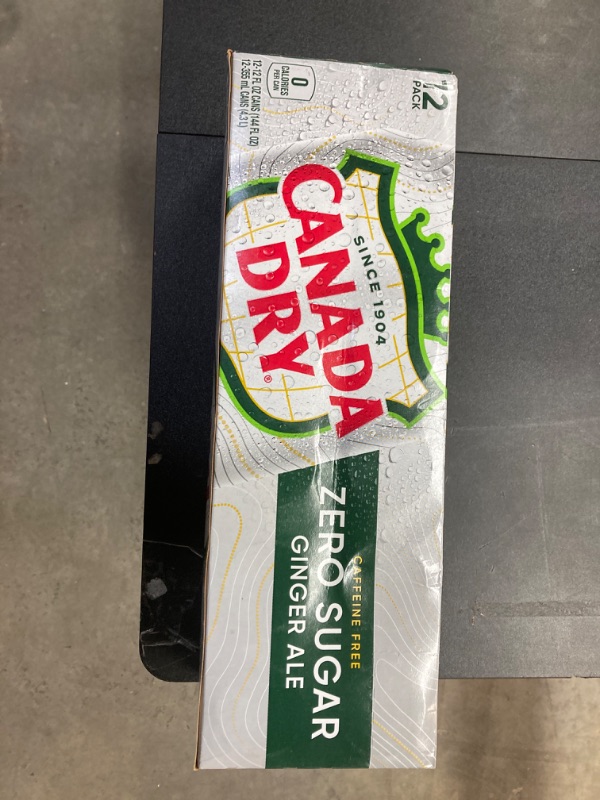 12
PACK
0
CALORIES
PER CAN
12-12 FL OZ CANS (144 FL OZ)
12-355 mL CANS (4.3 L)
SINCE 1904
CANADA
DRY®
CAFFEINE FREE
ZERO SUGAR
GINGER ALE